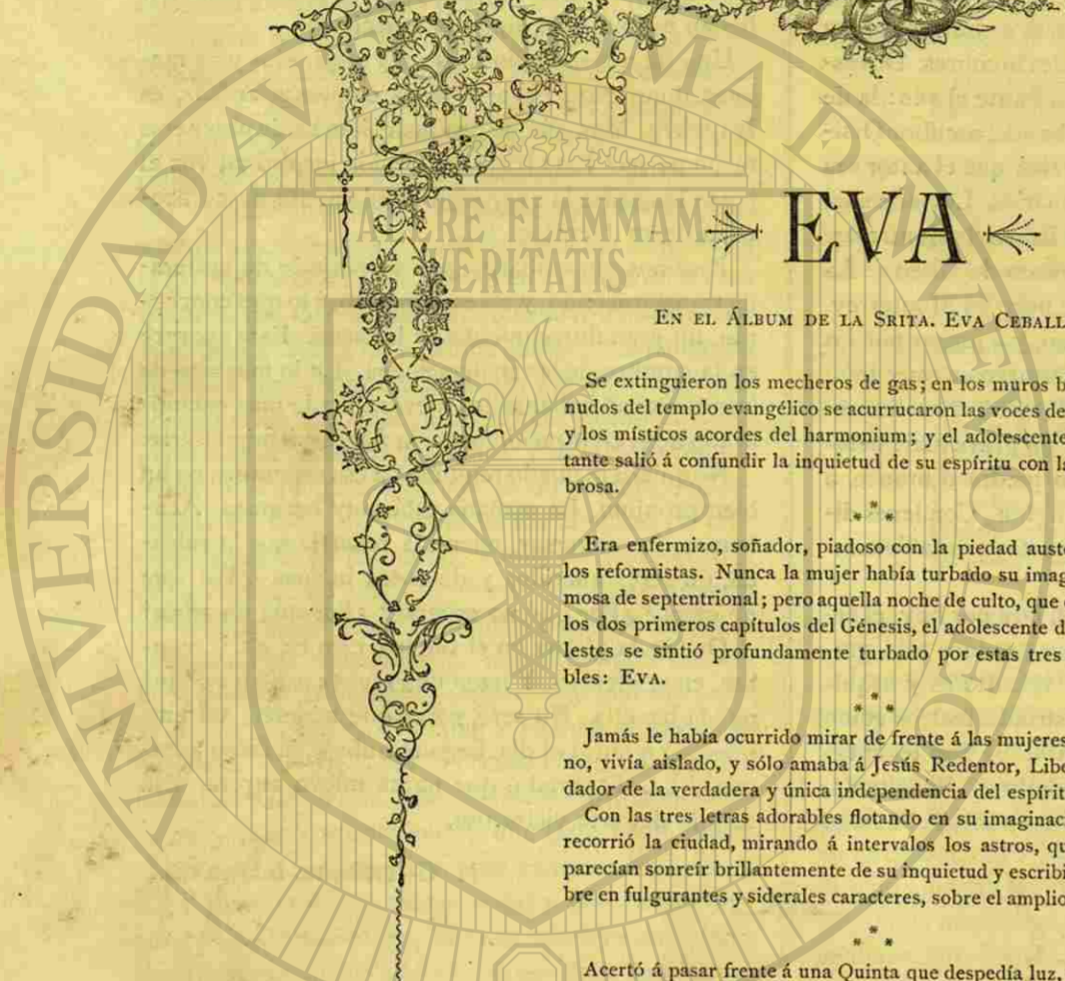 EVA
EN EL ÁLBUM DE LA SRITA. EVA CEBALL
Se extinguieron los mecheros de gas; en los muros b
nudos del templo evangélico se acurrucaron las voces de
y los místicos acordes del harmonium; y el adolescente
tante salió á confundir la inquietud de su espíritu con l
brosa.
* * *
Era enfermizo, soñador, piadoso con la piedad aust
los reformistas. Nunca la mujer había turbado su imag
mosa de septentrional; pero aquella noche de culto, que
los dos primeros capítulos del Génesis, el adolescente d
lestes se sintió profundamente turbado por estas tres
bles: EVA.
* * *
Jamás le había ocurrido mirar de frente á las mujeres
no, vivía aislado, y sólo amaba á Jesús Redentor, Libe
dador de la verdadera y única independencia del espírit
Con las tres letras adorables flotando en su imaginac
recorrió la ciudad, mirando á intervalos los astros, qu
parecían sonreír brillantemente de su inquietud y escribi
bre en fulgurantes y siderales caracteres, sobre el amplio
* * *
Acertó á pasar frente á una Quinta que despedía luz,
UNIVERSIDAD AUTÓNOMA DE NUEVO LEÓN
ALERE FLAMMAM
VERITATIS